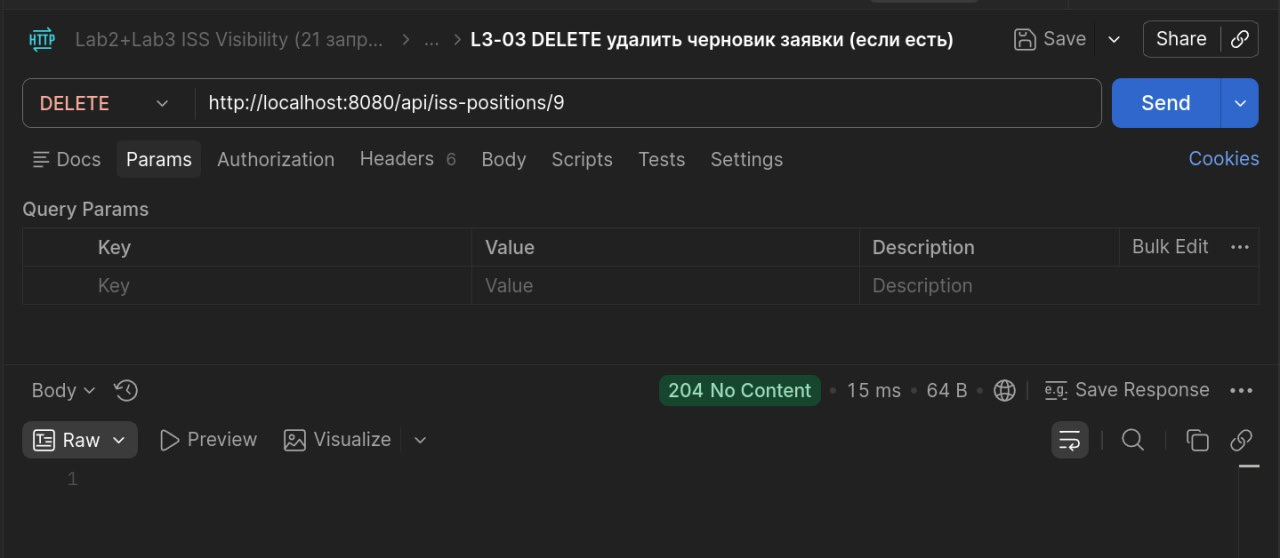 HTTP Lab2+Lab3 ISS Visibility (21 запр... > ... > L3-03 DELETE удалить черновик заявки (если есть) Save Share
DELETE http://localhost:8080/api/iss-positions/9 Send
Docs Params Authorization Headers 6 Body Scripts Tests Settings Cookies
Query Params
Key Value Description Bulk Edit ...
Key Value Description
Body 204 No Content • 15 ms • 64 B • e.g. Save Response ...
Raw Preview Visualize
1